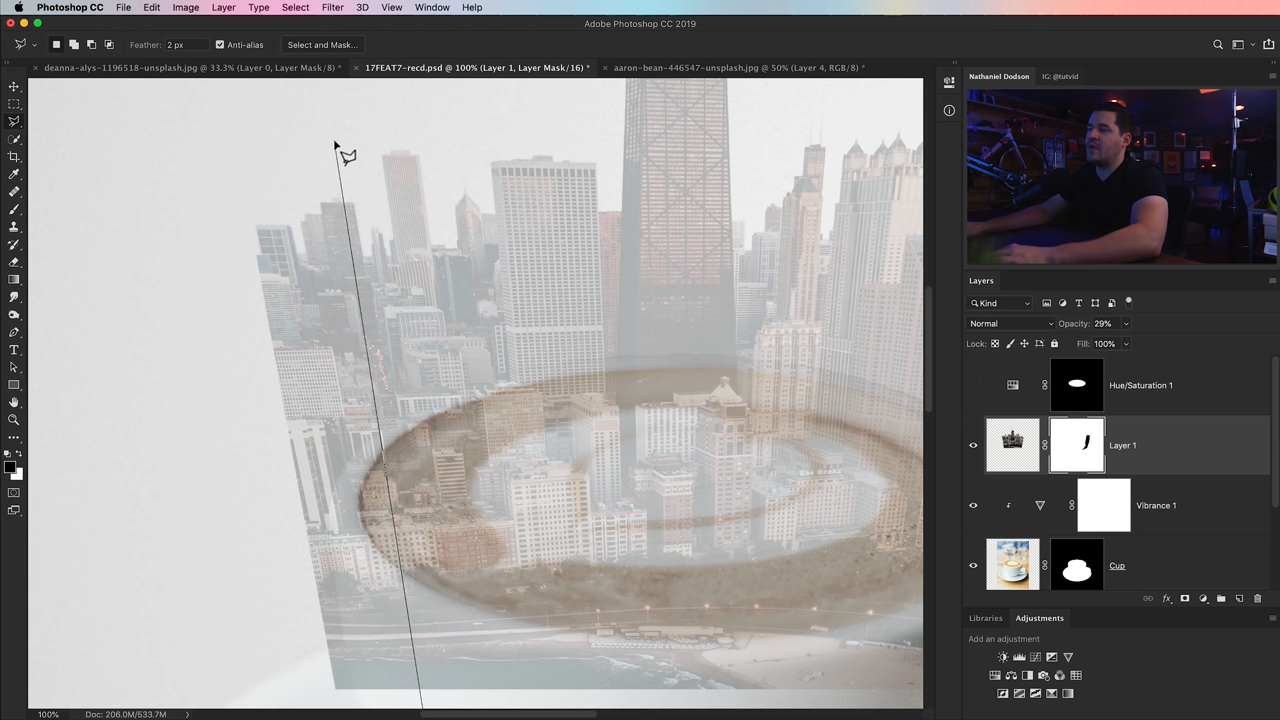 Photoshop CC File Edit Image Layer Type Select Filter 3D View Window Help
Adobe Photoshop CC 2019
Feather: 2 px Anti-alias Select and Mask...
deanna-alys-1196518-unsplash.jpg @ 33.3% (Layer 0, Layer Mask/8) * 17FEAT7-recd.psd @ 100% (Layer 1, Layer Mask/16) * aaron-bean-446547-unsplash.jpg @ 50% (Layer 4, RGB/8) *
Nathaniel Dodson IG: @tutvid
Layers
Kind
Normal Opacity: 29%
Lock: Fill: 100%
Hue/Saturation 1
Layer 1
Vibrance 1
Cup
Libraries Adjustments
Add an adjustment
100% Doc: 206.0M/533.7M